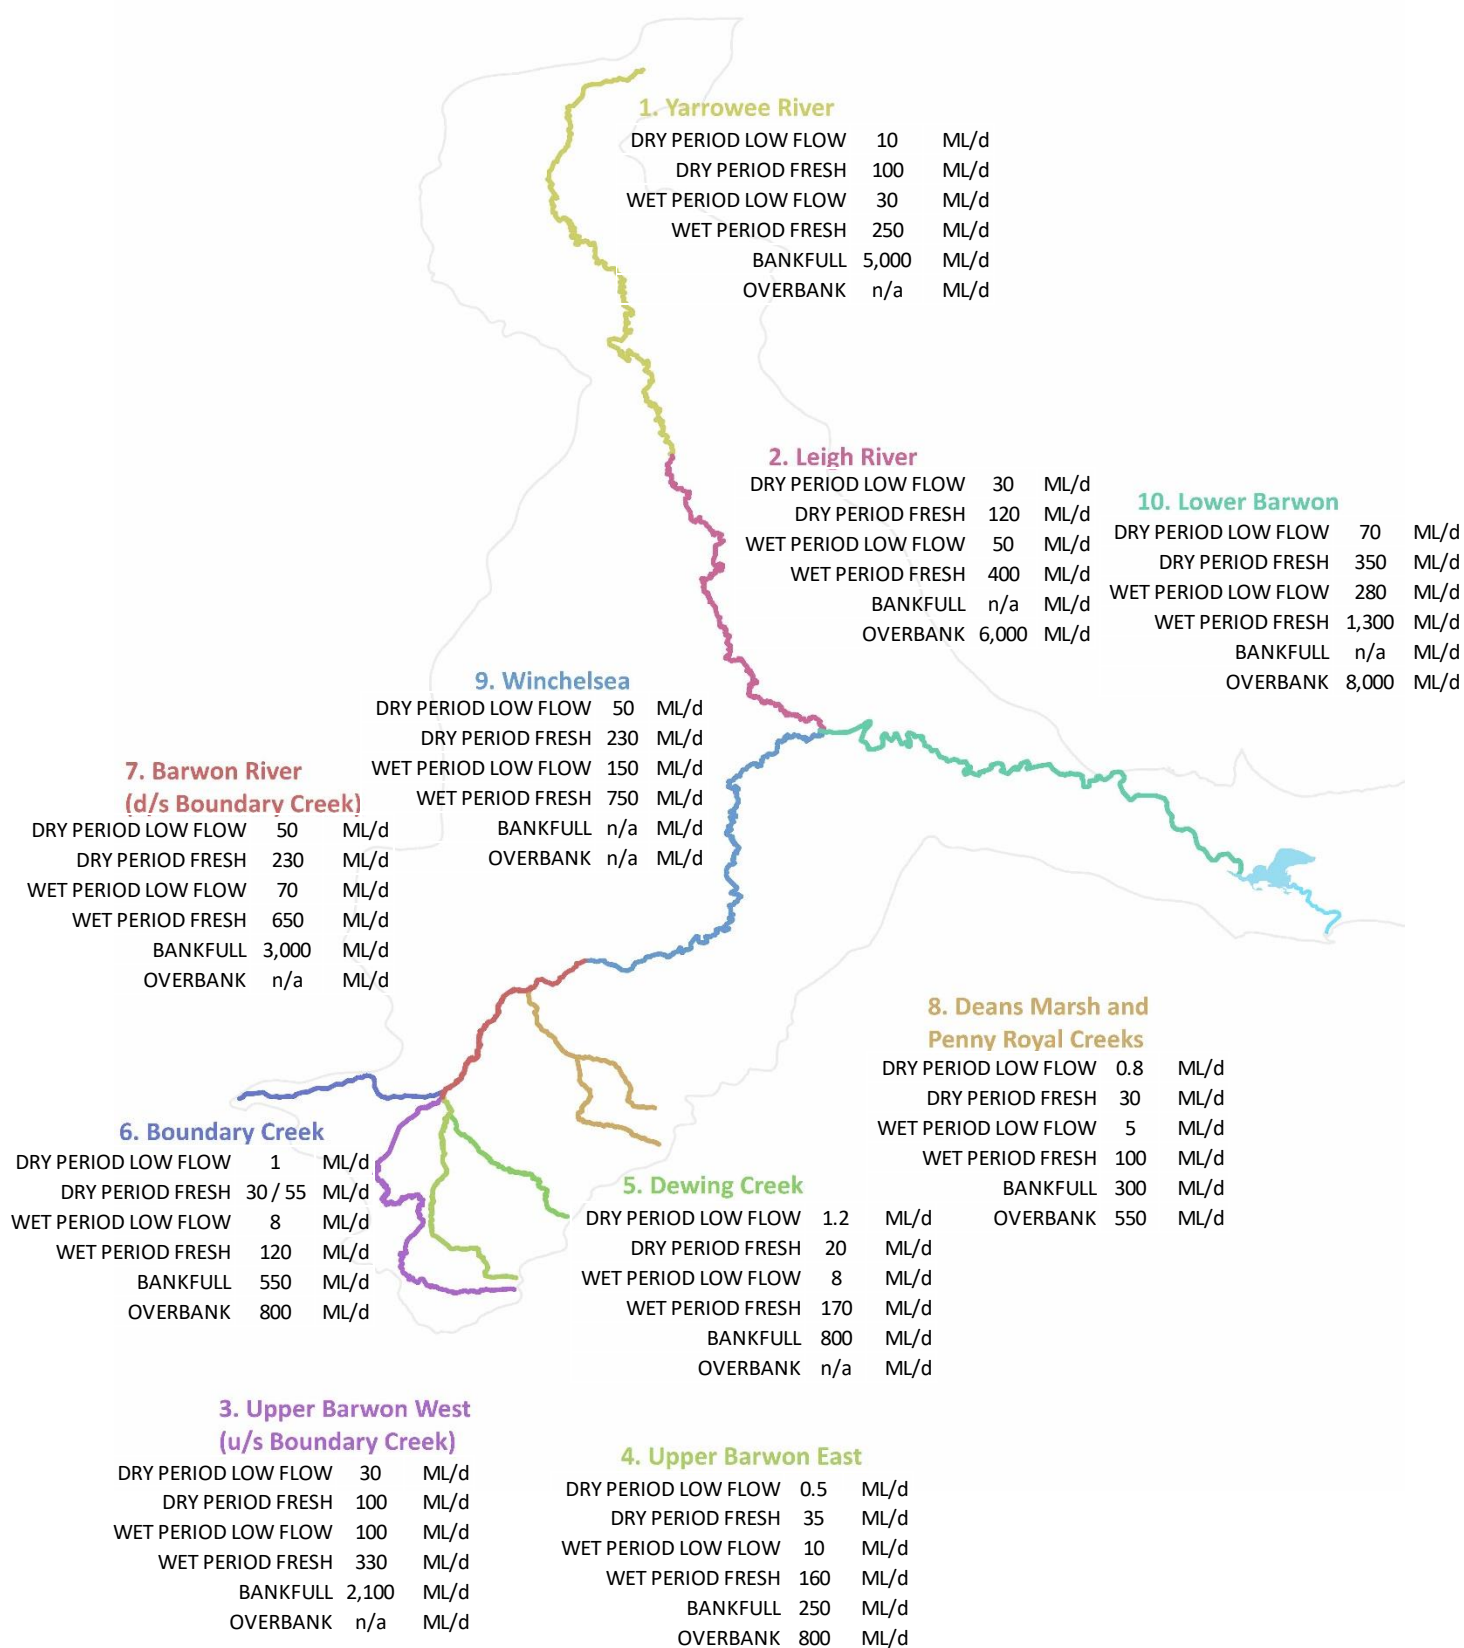 1. Yarrowee River
DRY PERIOD LOW FLOW 10 ML/d
DRY PERIOD FRESH 100 ML/d
WET PERIOD LOW FLOW 30 ML/d
WET PERIOD FRESH 250 ML/d
BANKFULL 5,000 ML/d
OVERBANK n/a ML/d
2. Leigh River
DRY PERIOD LOW FLOW 30 ML/d
DRY PERIOD FRESH 120 ML/d
WET PERIOD LOW FLOW 50 ML/d
WET PERIOD FRESH 400 ML/d
BANKFULL n/a ML/d
OVERBANK 6,000 ML/d
10. Lower Barwon
DRY PERIOD LOW FLOW 70 ML/d
DRY PERIOD FRESH 350 ML/d
WET PERIOD LOW FLOW 280 ML/d
WET PERIOD FRESH 1,300 ML/d
BANKFULL n/a ML/d
OVERBANK 8,000 ML/d
9. Winchelsea
DRY PERIOD LOW FLOW 50 ML/d
DRY PERIOD FRESH 230 ML/d
WET PERIOD LOW FLOW 150 ML/d
WET PERIOD FRESH 750 ML/d
BANKFULL n/a ML/d
OVERBANK n/a ML/d
7. Barwon River
(d/s Boundary Creek)
DRY PERIOD LOW FLOW 50 ML/d
DRY PERIOD FRESH 230 ML/d
WET PERIOD LOW FLOW 70 ML/d
WET PERIOD FRESH 650 ML/d
BANKFULL 3,000 ML/d
OVERBANK n/a ML/d
8. Deans Marsh and
Penny Royal Creeks
DRY PERIOD LOW FLOW 0.8 ML/d
DRY PERIOD FRESH 30 ML/d
WET PERIOD LOW FLOW 5 ML/d
WET PERIOD FRESH 100 ML/d
BANKFULL 300 ML/d
OVERBANK 550 ML/d
6. Boundary Creek
DRY PERIOD LOW FLOW 1 ML/d
DRY PERIOD FRESH 30 / 55 ML/d
WET PERIOD LOW FLOW 8 ML/d
WET PERIOD FRESH 120 ML/d
BANKFULL 550 ML/d
OVERBANK 800 ML/d
5. Dewing Creek
DRY PERIOD LOW FLOW 1.2 ML/d
DRY PERIOD FRESH 20 ML/d
WET PERIOD LOW FLOW 8 ML/d
WET PERIOD FRESH 170 ML/d
BANKFULL 800 ML/d
OVERBANK n/a ML/d
3. Upper Barwon West
(u/s Boundary Creek)
DRY PERIOD LOW FLOW 30 ML/d
DRY PERIOD FRESH 100 ML/d
WET PERIOD LOW FLOW 100 ML/d
WET PERIOD FRESH 330 ML/d
BANKFULL 2,100 ML/d
OVERBANK n/a ML/d
4. Upper Barwon East
DRY PERIOD LOW FLOW 0.5 ML/d
DRY PERIOD FRESH 35 ML/d
WET PERIOD LOW FLOW 10 ML/d
WET PERIOD FRESH 160 ML/d
BANKFULL 250 ML/d
OVERBANK 800 ML/d